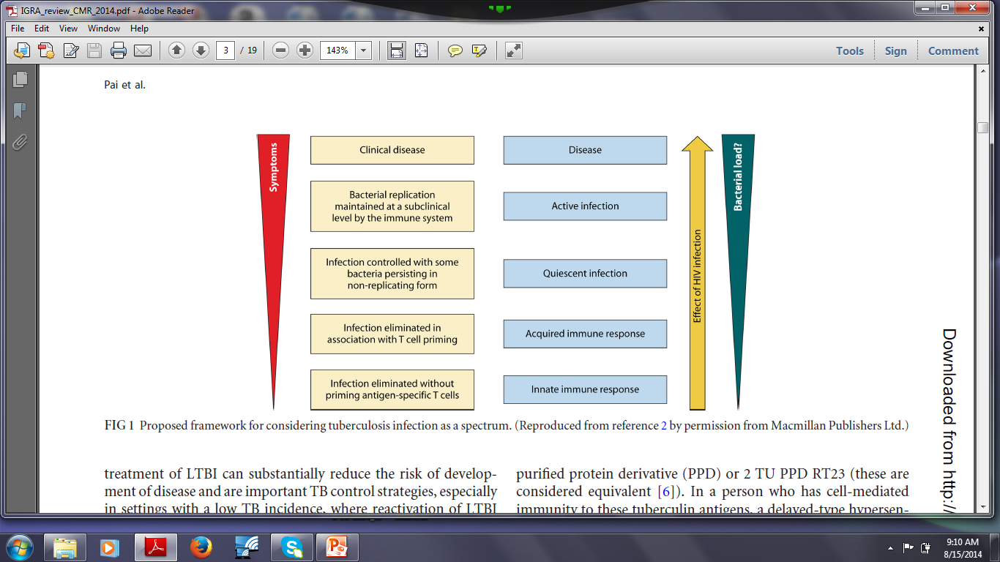 IGRA_review_CMR_2014.pdf - Adobe Reader
File Edit View Window Help
3 / 19 143% Tools Sign Comment
Pai et al.
Symptoms
Clinical disease
Disease
Bacterial replication
maintained at a subclinical
level by the immune system
Active infection
Infection controlled with some
bacteria persisting in
non-replicating form
Quiescent infection
Infection eliminated in
association with T cell priming
Acquired immune response
Infection eliminated without
priming antigen-specific T cells
Innate immune response
Effect of HIV infection
Bacterial load?
FIG 1 Proposed framework for considering tuberculosis infection as a spectrum. (Reproduced from reference 2 by permission from Macmillan Publishers Ltd.)
treatment of LTBI can substantially reduce the risk of develop-
ment of disease and are important TB control strategies, especially
in settings with a low TB incidence, where reactivation of LTBI
purified protein derivative (PPD) or 2 TU PPD RT23 (these are
considered equivalent [6]). In a person who has cell-mediated
immunity to these tuberculin antigens, a delayed-type hypersen-
Downloaded from http://
9:10 AM
8/15/2014